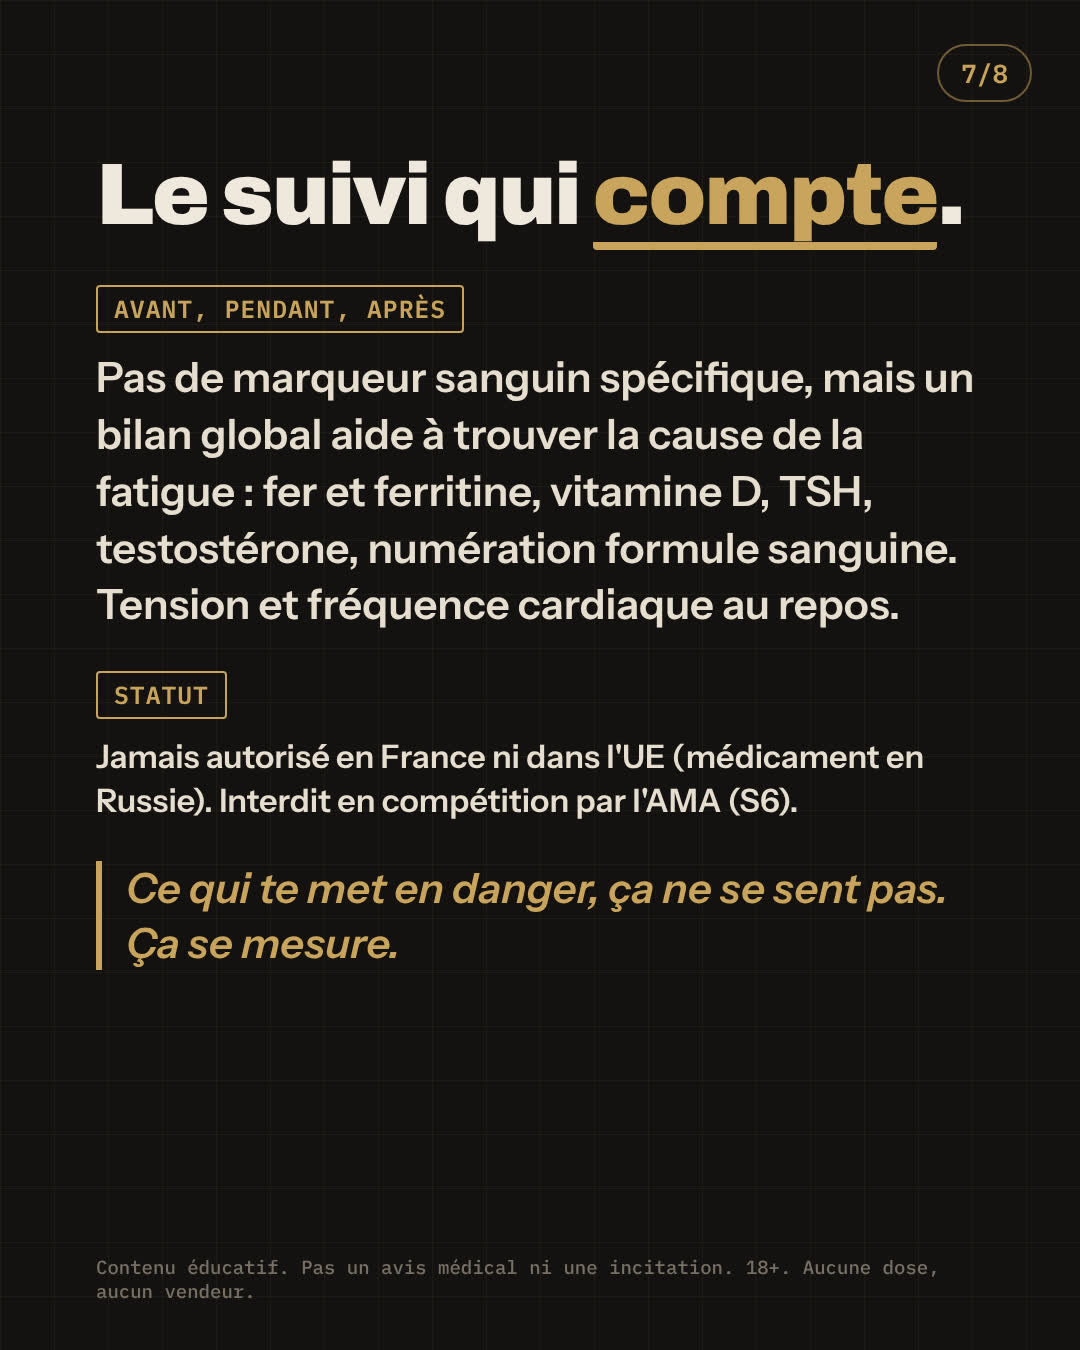 7/8
Le suivi qui compte.
AVANT, PENDANT, APRÈS
Pas de marqueur sanguin spécifique, mais un
bilan global aide à trouver la cause de la
fatigue : fer et ferritine, vitamine D, TSH,
testostérone, numération formule sanguine.
Tension et fréquence cardiaque au repos.
STATUT
Jamais autorisé en France ni dans l'UE (médicament en
Russie). Interdit en compétition par l'AMA (S6).
Ce qui te met en danger, ça ne se sent pas.
Ça se mesure.
Contenu éducatif. Pas un avis médical ni une incitation. 18+. Aucune dose,
aucun vendeur.